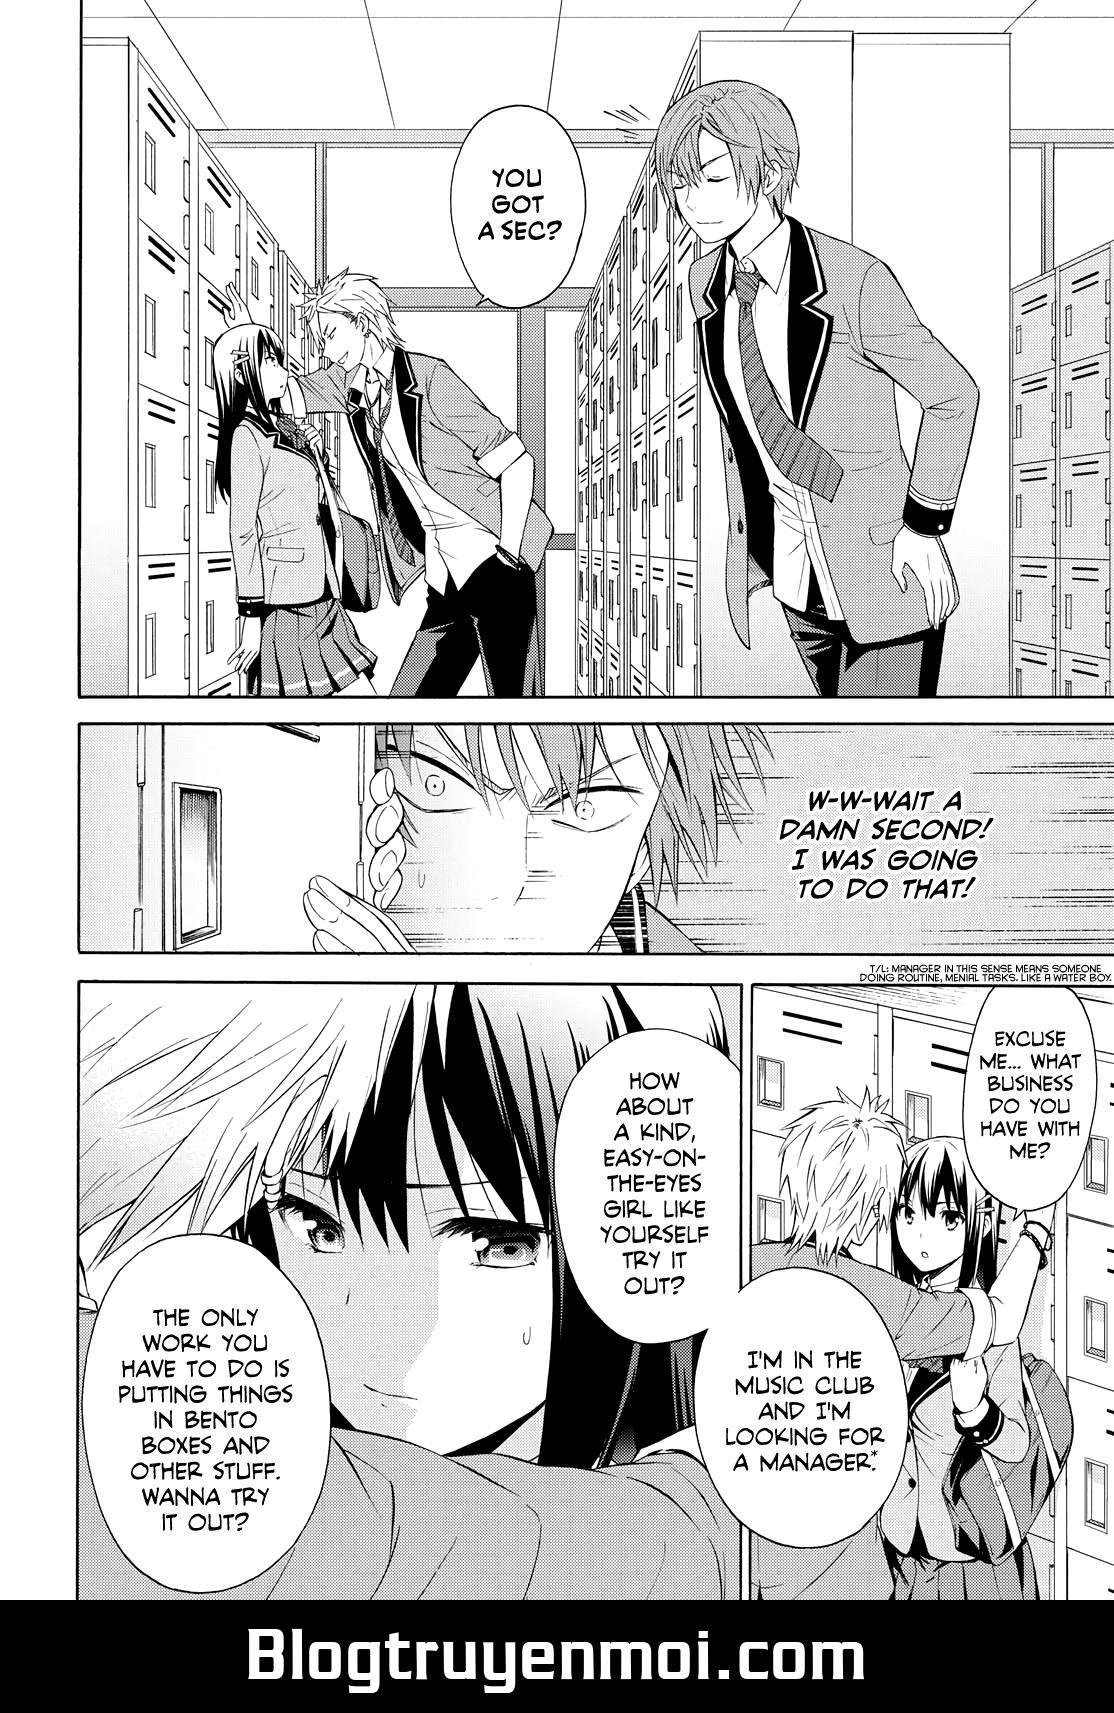 YOU
GOT
A SEC?
W-W-WAIT A
DAMN SECOND!
I WAS GOING
TO DO THAT!
T/L: MANAGER IN THIS SENSE MEANS SOMEONE
DOING ROUTINE, MENIAL TASKS. LIKE A WATER BOY.
EXCUSE
ME... WHAT
BUSINESS
DO YOU
HAVE WITH
ME?
I'M IN THE
MUSIC CLUB
AND I'M
LOOKING FOR
A MANAGER.*
HOW
ABOUT
A KIND,
EASY-ON-
THE-EYES
GIRL LIKE
YOURSELF
TRY IT
OUT?
THE ONLY
WORK YOU
HAVE TO DO IS
PUTTING THINGS
IN BENTO
BOXES AND
OTHER STUFF.
WANNA TRY
IT OUT?
Blogtruyenmoi.com